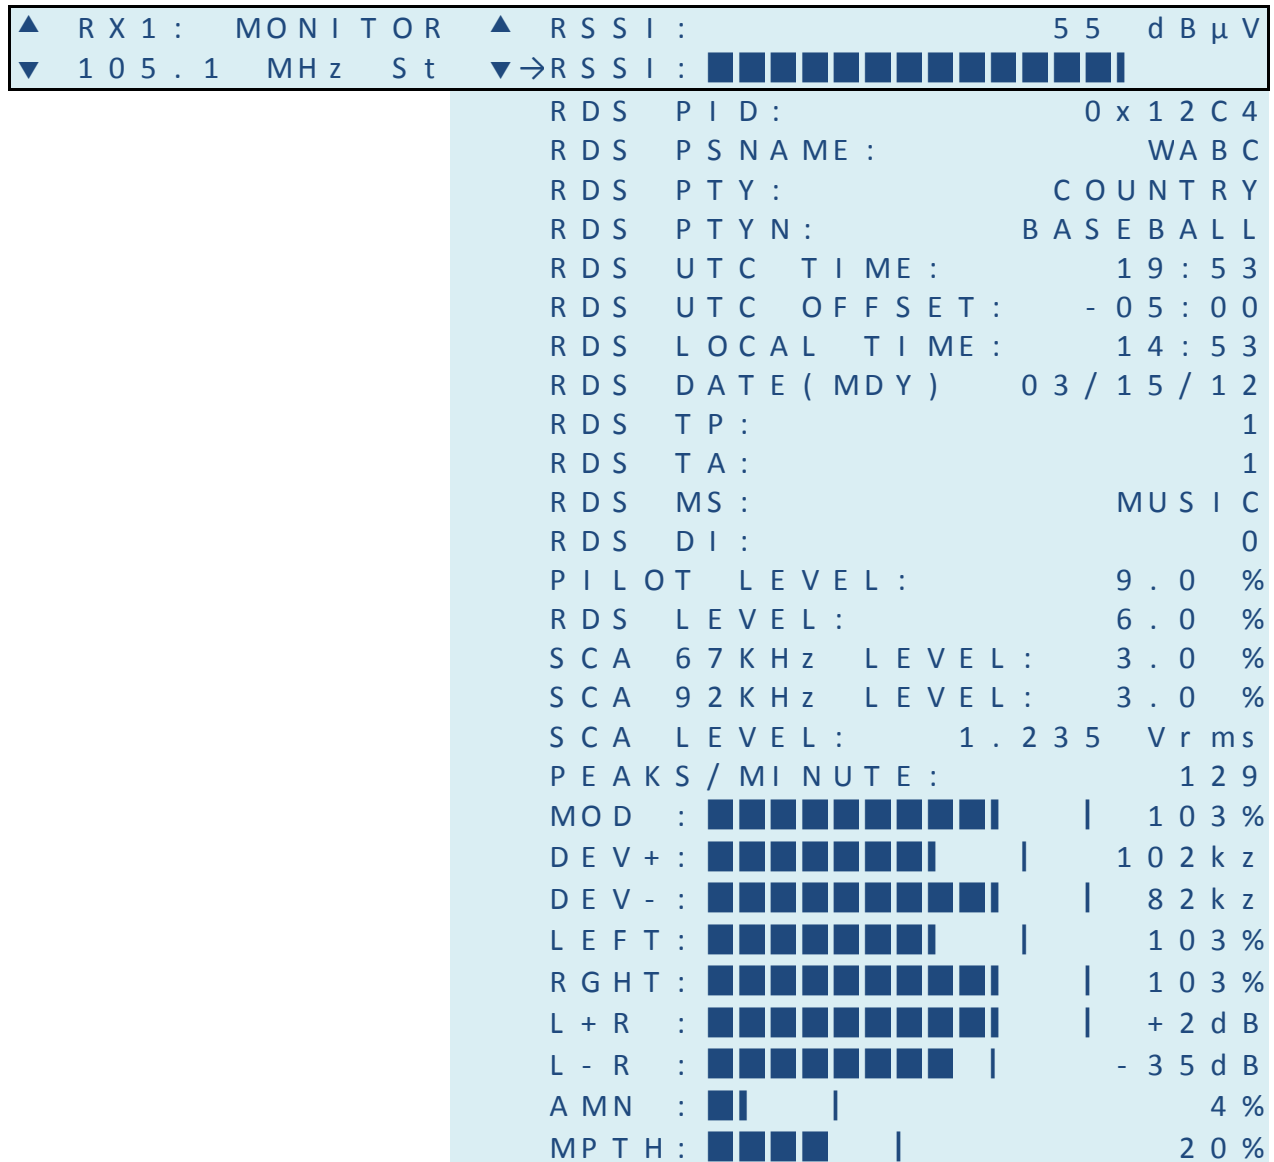 ▲ RX1: MONITOR ▲ RSSI: 55 dBµV
▼ 105.1 MHz St ▼→RSSI:
RDS PID: 0x12C4
RDS PSNAME: WABC
RDS PTY: COUNTRY
RDS PTYN: BASEBALL
RDS UTC TIME: 19:53
RDS UTC OFFSET: -05:00
RDS LOCAL TIME: 14:53
RDS DATE(MDY) 03/15/12
RDS TP: 1
RDS TA: 1
RDS MS: MUSIC
RDS DI: 0
PILOT LEVEL: 9.0 %
RDS LEVEL: 6.0 %
SCA 67KHz LEVEL: 3.0 %
SCA 92KHz LEVEL: 3.0 %
SCA LEVEL: 1.235 Vrms
PEAKS/MINUTE: 129
MOD : 103%
DEV+: 102kz
DEV-: 82kz
LEFT: 103%
RGHT: 103%
L+R : +2dB
L-R : -35dB
AMN : 4%
MPTH: 20%